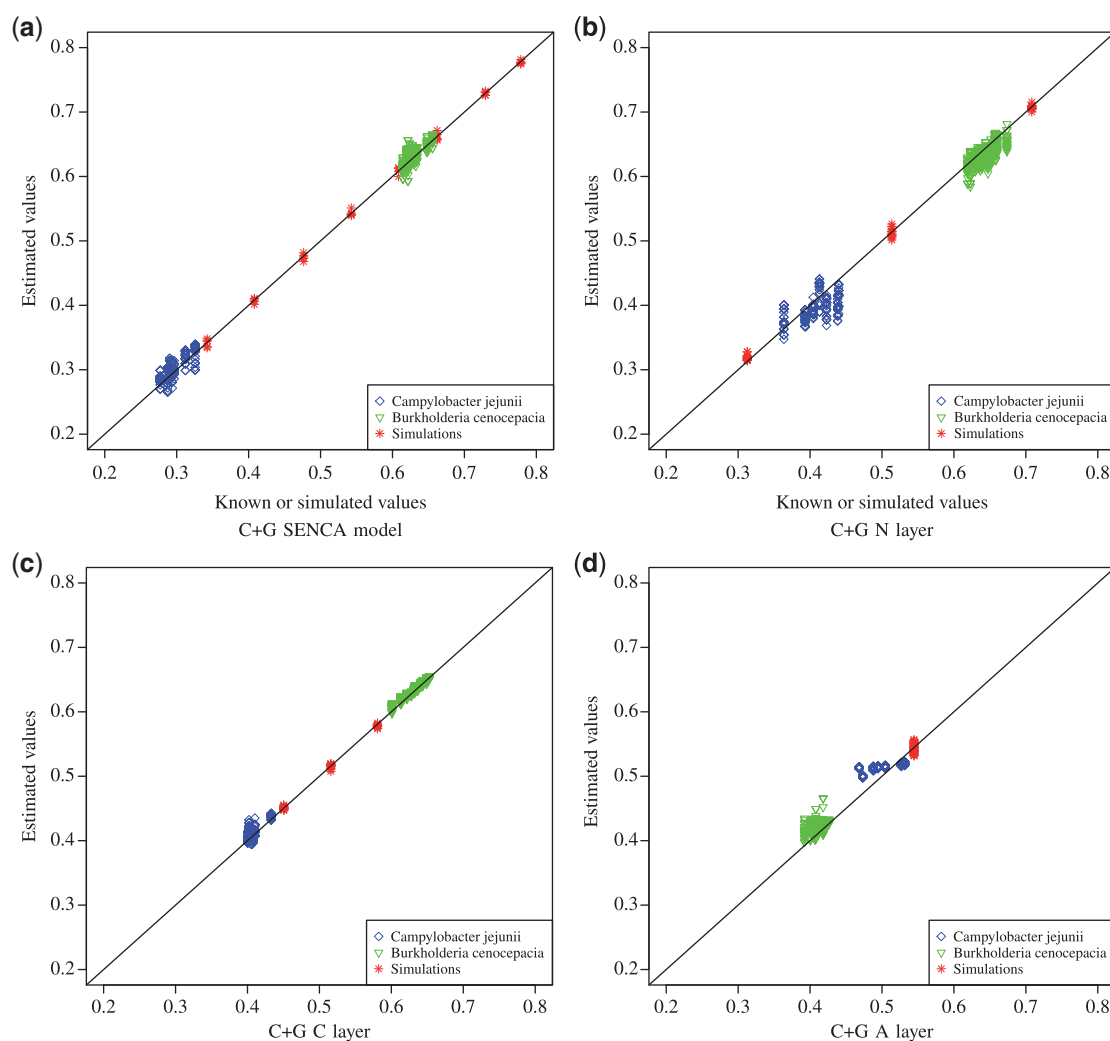 (a)
Estimated values
0.8
0.7
0.6
0.5
0.4
0.3
0.2
Campylobacter jejunii
Burkholderia cenocepacia
Simulations
0.2 0.3 0.4 0.5 0.6 0.7 0.8
Known or simulated values
C+G SENCA model
(b)
Estimated values
0.8
0.7
0.6
0.5
0.4
0.3
0.2
Campylobacter jejunii
Burkholderia cenocepacia
Simulations
0.2 0.3 0.4 0.5 0.6 0.7 0.8
Known or simulated values
C+G N layer
(c)
Estimated values
0.8
0.7
0.6
0.5
0.4
0.3
0.2
Campylobacter jejunii
Burkholderia cenocepacia
Simulations
0.2 0.3 0.4 0.5 0.6 0.7 0.8
C+G C layer
(d)
Estimated values
0.8
0.7
0.6
0.5
0.4
0.3
0.2
Campylobacter jejunii
Burkholderia cenocepacia
Simulations
0.2 0.3 0.4 0.5 0.6 0.7 0.8
C+G A layer